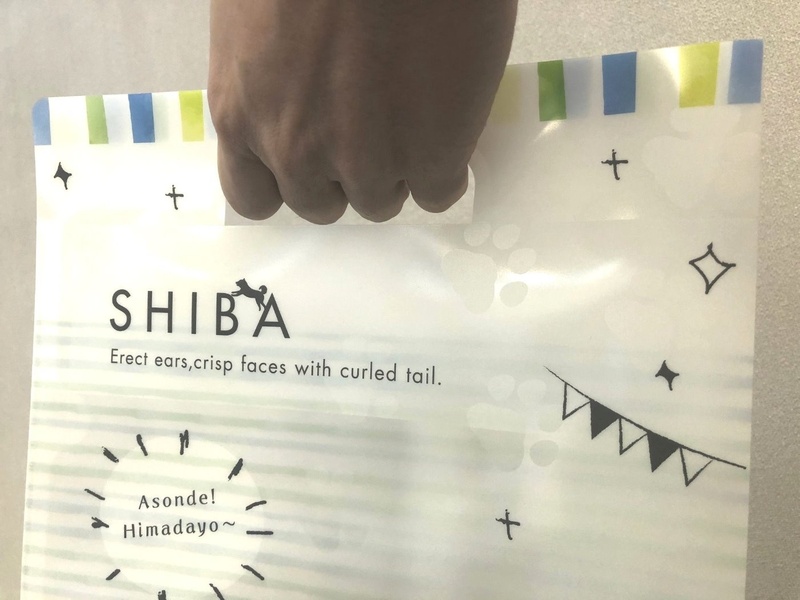 SHIBA
Erect ears,crisp faces with curled tail.
Asonde!
Himadayo~